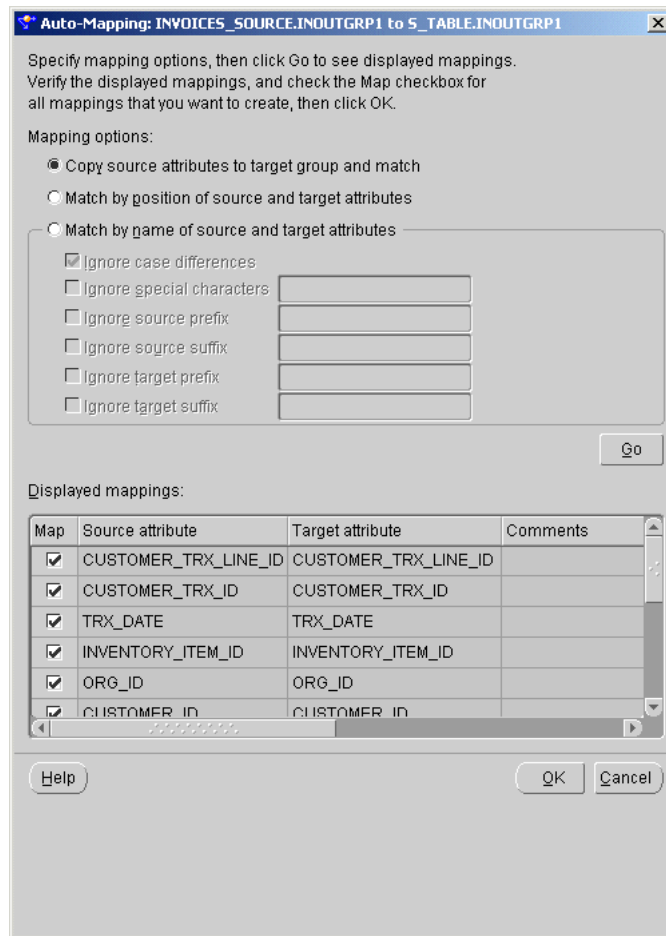 Auto-Mapping: INVOICES_SOURCE.INOUTGRP1 to S_TABLE.INOUTGRP1
Specify mapping options, then click Go to see displayed mappings.
Verify the displayed mappings, and check the Map checkbox for
all mappings that you want to create, then click OK.
Mapping options:
Copy source attributes to target group and match
Match by position of source and target attributes
Match by name of source and target attributes
Ignore case differences
Ignore special characters
Ignore source prefix
Ignore source suffix
Ignore target prefix
Ignore target suffix
Go
Displayed mappings:
Map Source attribute Target attribute Comments
CUSTOMER_TRX_LINE_ID CUSTOMER_TRX_LINE_ID
CUSTOMER_TRX_ID CUSTOMER_TRX_ID
TRX_DATE TRX_DATE
INVENTORY_ITEM_ID INVENTORY_ITEM_ID
ORG_ID ORG_ID
CUSTOMER_ID CUSTOMER_ID
Help OK Cancel